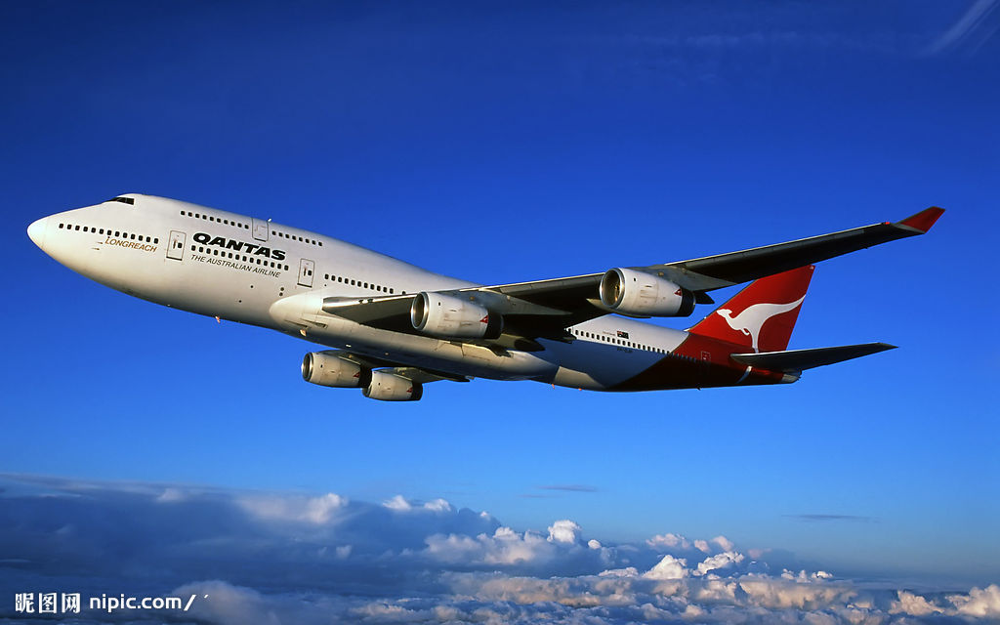 LONGREACH
QANTAS
THE AUSTRALIAN AIRLINE
昵图网 nipic.com/